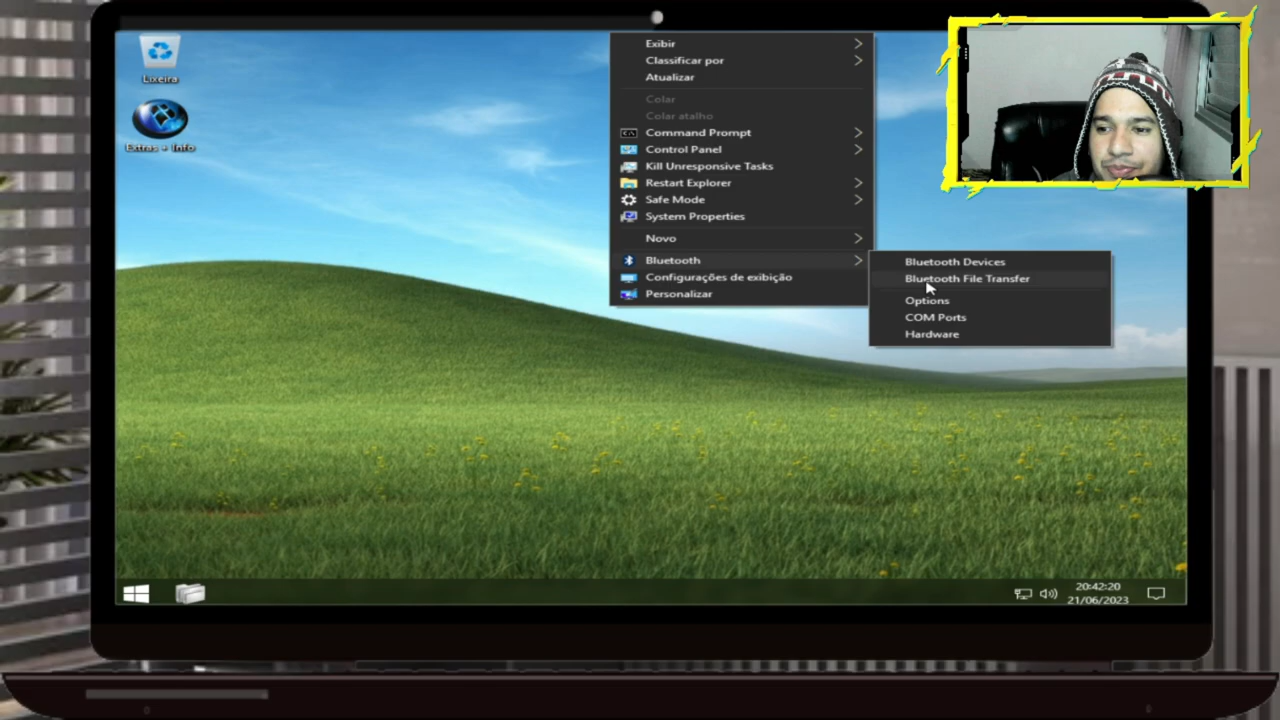 Lixeira
Extras + Info
Exibir
Classificar por
Atualizar
Colar
Colar atalho
Command Prompt
Control Panel
Kill Unresponsive Tasks
Restart Explorer
Safe Mode
System Properties
Novo
Bluetooth
Configurações de exibição
Personalizar
Bluetooth Devices
Bluetooth File Transfer
Options
COM Ports
Hardware
20:42:20
21/06/2023